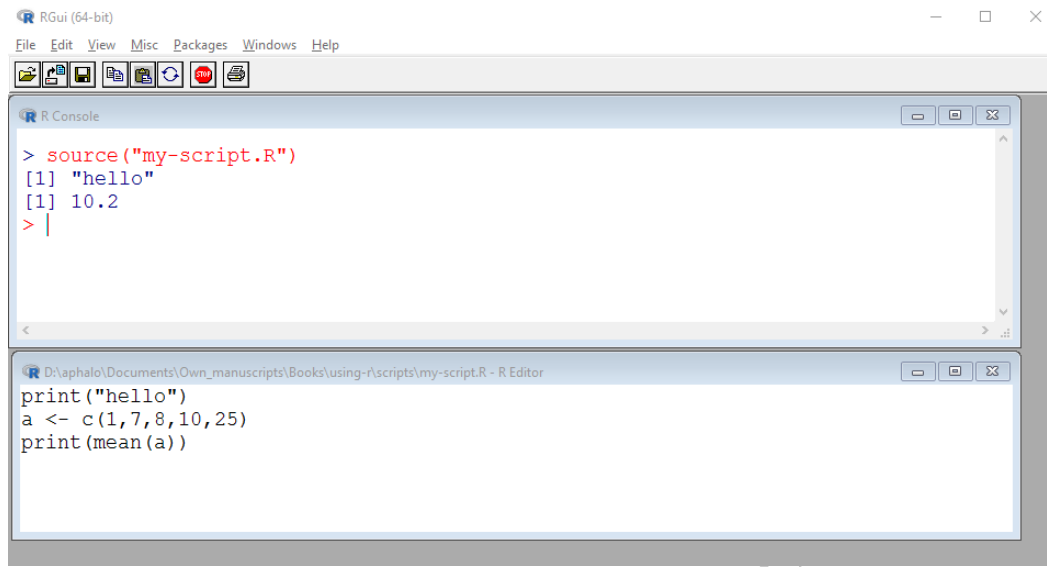 RGui (64-bit)
File Edit View Misc Packages Windows Help
STOP
R Console
> source("my-script.R")
[1] "hello"
[1] 10.2
>
D:\aphalo\Documents\Own_manuscripts\Books\using-r\scripts\my-script.R - R Editor
print("hello")
a <- c(1,7,8,10,25)
print(mean(a))